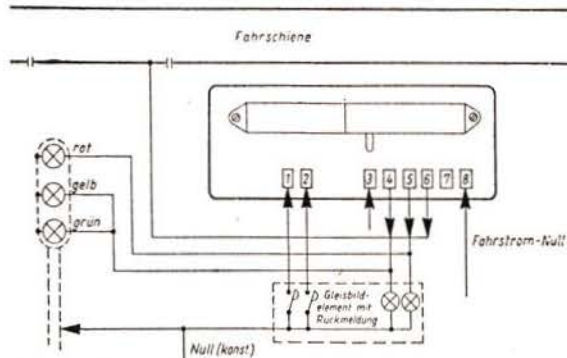 Fahrschiene
rot
gelb
grün
1 2 3 4 5 6 7 8
Fahrstrom-Null
Gleisbild-
element mit
Rückmeldung
Null (konst)